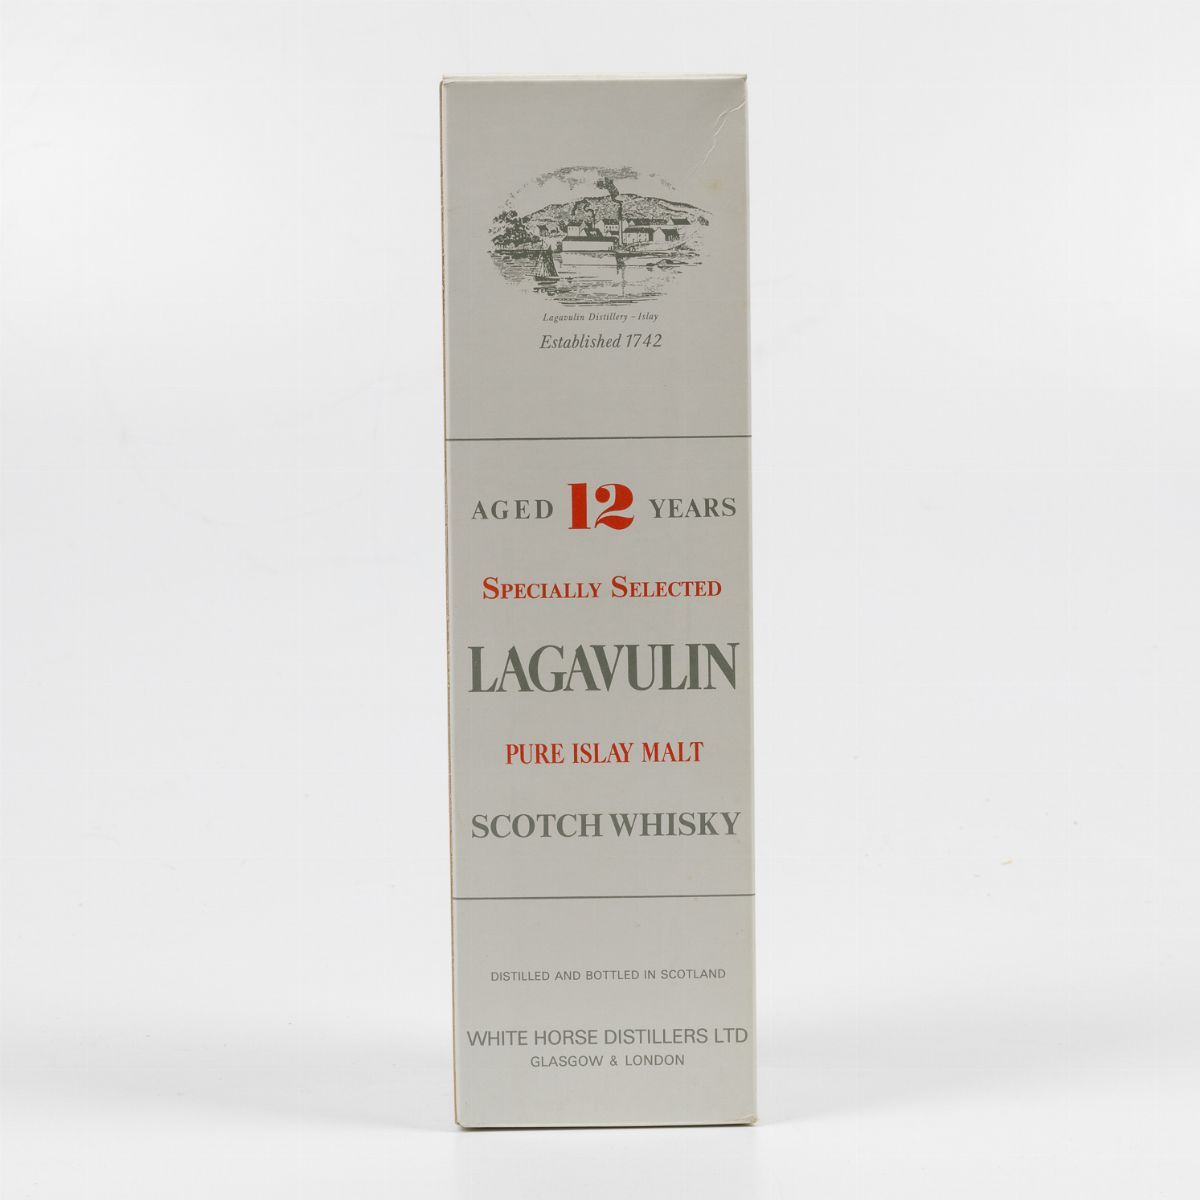 Lagavulin Distillery – Islay
Established 1742
AGED 12 YEARS
SPECIALLY SELECTED
LAGAVULIN
PURE ISLAY MALT
SCOTCH WHISKY
DISTILLED AND BOTTLED IN SCOTLAND
WHITE HORSE DISTILLERS LTD
GLASGOW & LONDON